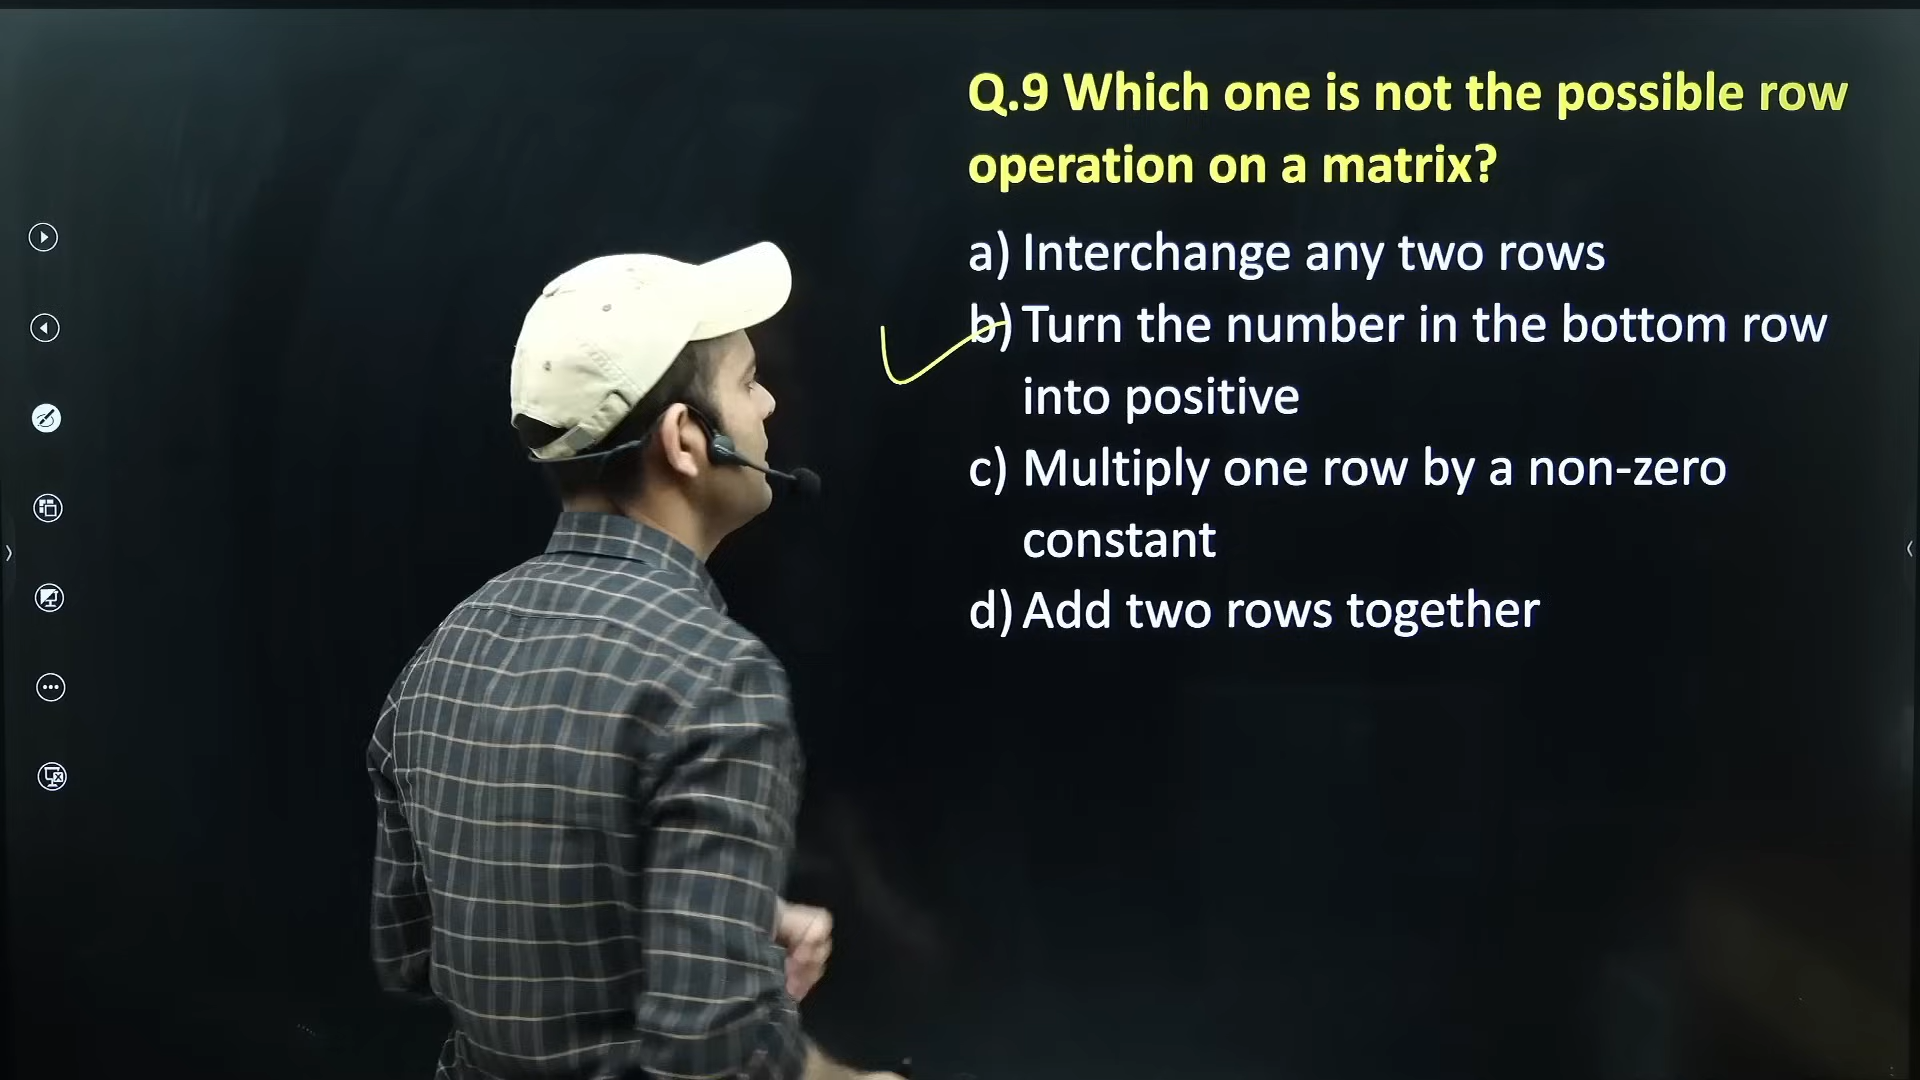 Q.9 Which one is not the possible row
operation on a matrix?
a) Interchange any two rows
b) Turn the number in the bottom row
into positive
c) Multiply one row by a non-zero
constant
d) Add two rows together